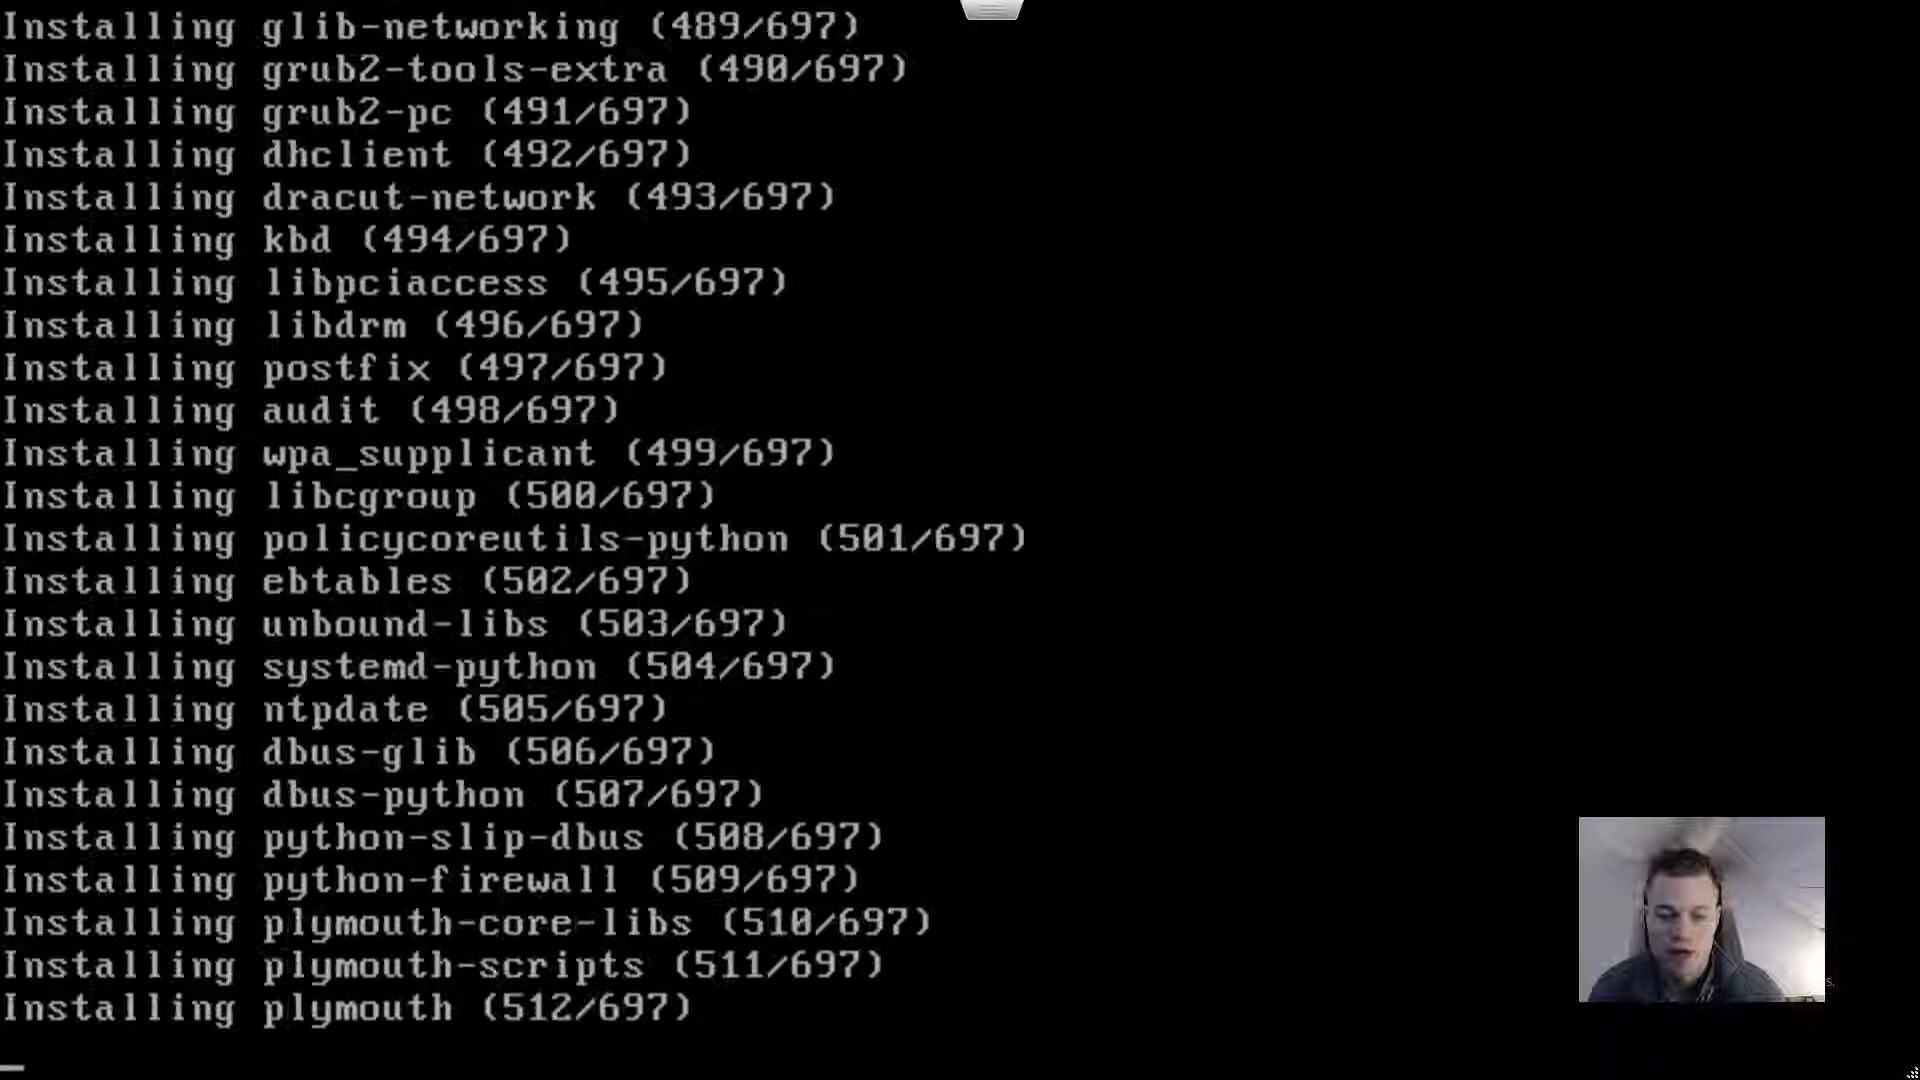 Installing glib-networking (489/697)
Installing grub2-tools-extra (490/697)
Installing grub2-pc (491/697)
Installing dhclient (492/697)
Installing dracut-network (493/697)
Installing kbd (494/697)
Installing libpciaccess (495/697)
Installing libdrm (496/697)
Installing postfix (497/697)
Installing audit (498/697)
Installing wpa_supplicant (499/697)
Installing libcgroup (500/697)
Installing policycoreutils-python (501/697)
Installing ebtables (502/697)
Installing unbound-libs (503/697)
Installing systemd-python (504/697)
Installing ntpdate (505/697)
Installing dbus-glib (506/697)
Installing dbus-python (507/697)
Installing python-slip-dbus (508/697)
Installing python-firewall (509/697)
Installing plymouth-core-libs (510/697)
Installing plymouth-scripts (511/697)
Installing plymouth (512/697)